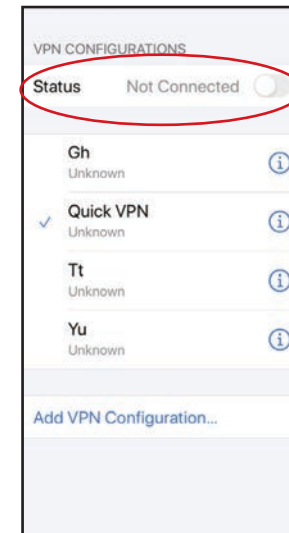 VPN CONFIGURATIONS
Status Not Connected
Gh
Unknown
Quick VPN
Unknown
Tt
Unknown
Yu
Unknown
Add VPN Configuration...